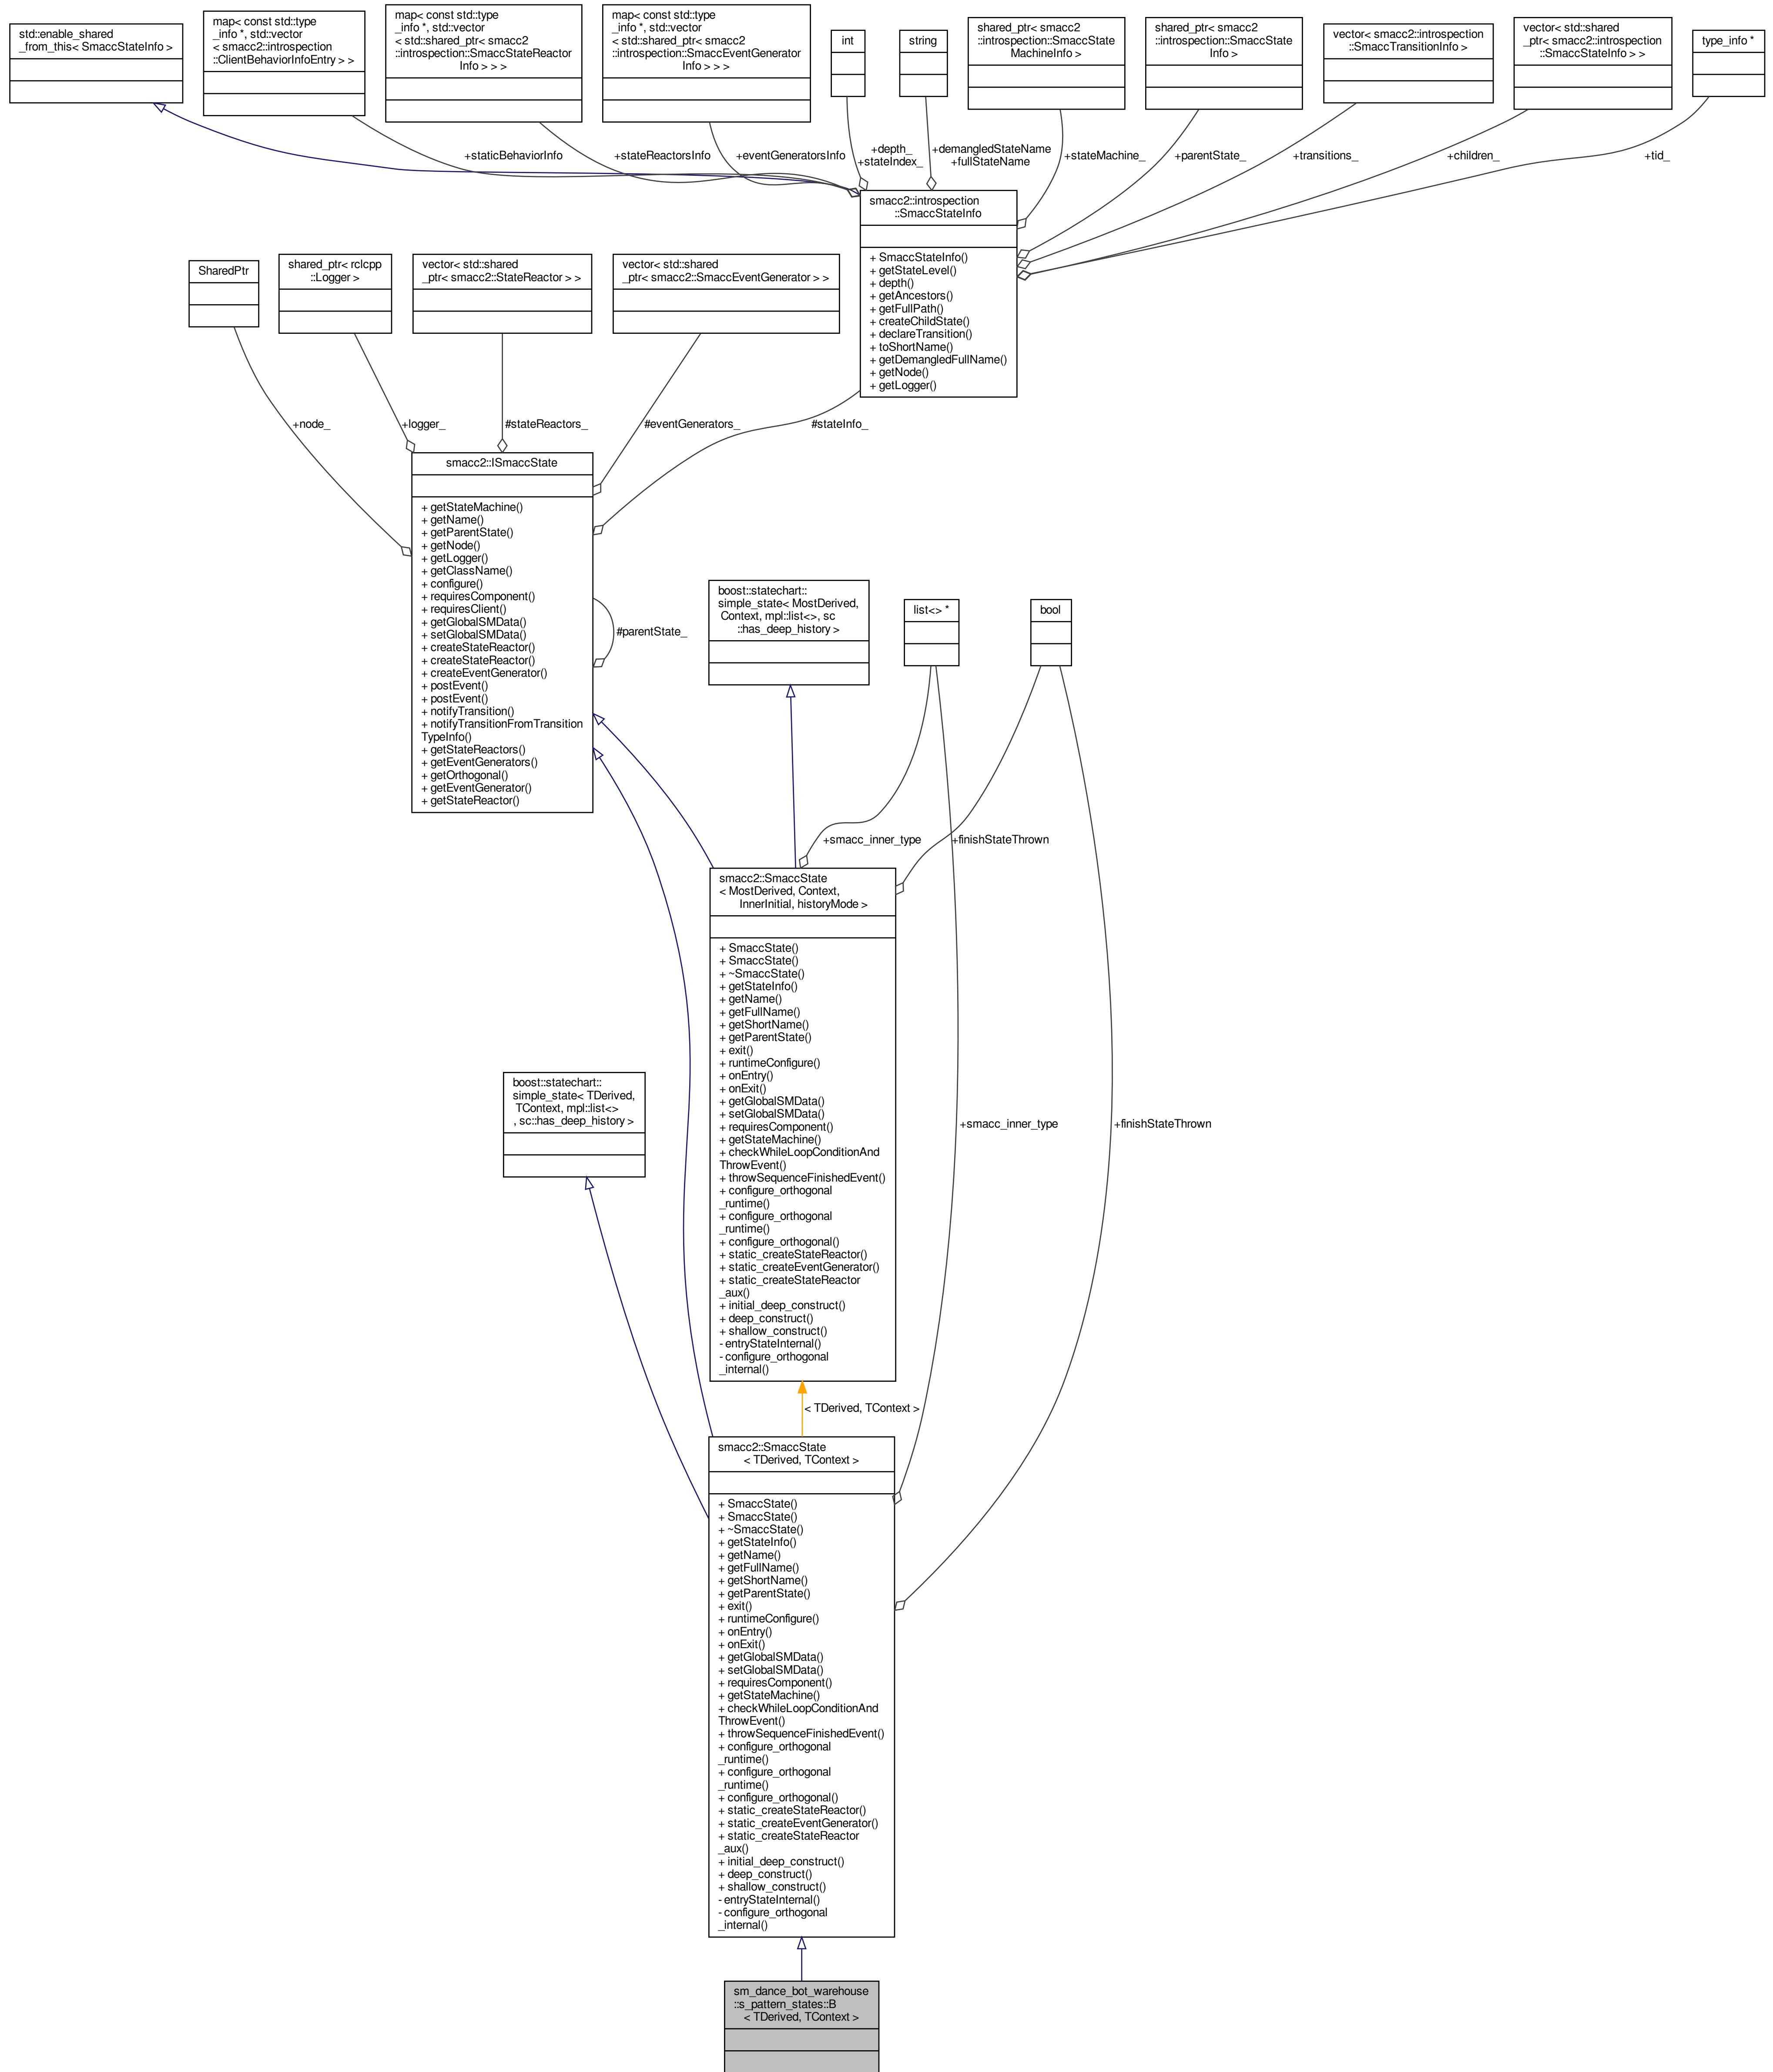 std::enable_shared
_from_this< SmaccStateInfo >
map< const std::type
_info *, std::vector
< smacc2::introspection
::ClientBehaviorInfoEntry > >
map< const std::type
_info *, std::vector
< std::shared_ptr< smacc2
::introspection::SmaccStateReactor
Info > > >
map< const std::type
_info *, std::vector
< std::shared_ptr< smacc2
::introspection::SmaccEventGenerator
Info > > >
int
string
shared_ptr< smacc2
::introspection::SmaccState
MachineInfo >
shared_ptr< smacc2
::introspection::SmaccState
Info >
vector< smacc2::introspection
::SmaccTransitionInfo >
vector< std::shared
_ptr< smacc2::introspection
::SmaccStateInfo > >
type_info *
+staticBehaviorInfo
+stateReactorsInfo
+eventGeneratorsInfo
+depth_
+stateIndex_
+demangledStateName
+fullStateName
+stateMachine_
+parentState_
+transitions_
+children_
+tid_
smacc2::introspection
::SmaccStateInfo
+ SmaccStateInfo()
+ getStateLevel()
+ depth()
+ getAncestors()
+ getFullPath()
+ createChildState()
+ declareTransition()
+ toShortName()
+ getDemangledFullName()
+ getNode()
+ getLogger()
SharedPtr
shared_ptr< rclcpp
::Logger >
vector< std::shared
_ptr< smacc2::StateReactor > >
vector< std::shared
_ptr< smacc2::SmaccEventGenerator > >
+node_
+logger_
#stateReactors_
#eventGenerators_
#stateInfo_
smacc2::ISmaccState
+ getStateMachine()
+ getName()
+ getParentState()
+ getNode()
+ getLogger()
+ getClassName()
+ configure()
+ requiresComponent()
+ requiresClient()
+ getGlobalSMData()
+ setGlobalSMData()
+ createStateReactor()
+ createStateReactor()
+ createEventGenerator()
+ postEvent()
+ postEvent()
+ notifyTransition()
+ notifyTransitionFromTransition
TypeInfo()
+ getStateReactors()
+ getEventGenerators()
+ getOrthogonal()
+ getEventGenerator()
+ getStateReactor()
#parentState_
boost::statechart::
simple_state< MostDerived,
Context, mpl::list<>, sc
::has_deep_history >
list<> *
bool
+smacc_inner_type
+finishStateThrown
smacc2::SmaccState
< MostDerived, Context,
InnerInitial, historyMode >
+ SmaccState()
+ SmaccState()
+ ~SmaccState()
+ getStateInfo()
+ getName()
+ getFullName()
+ getShortName()
+ getParentState()
+ exit()
+ runtimeConfigure()
+ onEntry()
+ onExit()
+ getGlobalSMData()
+ setGlobalSMData()
+ requiresComponent()
+ getStateMachine()
+ checkWhileLoopConditionAnd
ThrowEvent()
+ throwSequenceFinishedEvent()
+ configure_orthogonal
_runtime()
+ configure_orthogonal
_runtime()
+ configure_orthogonal()
+ static_createStateReactor()
+ static_createEventGenerator()
+ static_createStateReactor
_aux()
+ initial_deep_construct()
+ deep_construct()
+ shallow_construct()
- entryStateInternal()
- configure_orthogonal
_internal()
boost::statechart::
simple_state< TDerived,
TContext, mpl::list<>
, sc::has_deep_history >
+smacc_inner_type
+finishStateThrown
< TDerived, TContext >
smacc2::SmaccState
< TDerived, TContext >
+ SmaccState()
+ SmaccState()
+ ~SmaccState()
+ getStateInfo()
+ getName()
+ getFullName()
+ getShortName()
+ getParentState()
+ exit()
+ runtimeConfigure()
+ onEntry()
+ onExit()
+ getGlobalSMData()
+ setGlobalSMData()
+ requiresComponent()
+ getStateMachine()
+ checkWhileLoopConditionAnd
ThrowEvent()
+ throwSequenceFinishedEvent()
+ configure_orthogonal
_runtime()
+ configure_orthogonal
_runtime()
+ configure_orthogonal()
+ static_createStateReactor()
+ static_createEventGenerator()
+ static_createStateReactor
_aux()
+ initial_deep_construct()
+ deep_construct()
+ shallow_construct()
- entryStateInternal()
- configure_orthogonal
_internal()
sm_dance_bot_warehouse
::s_pattern_states::B
< TDerived, TContext >